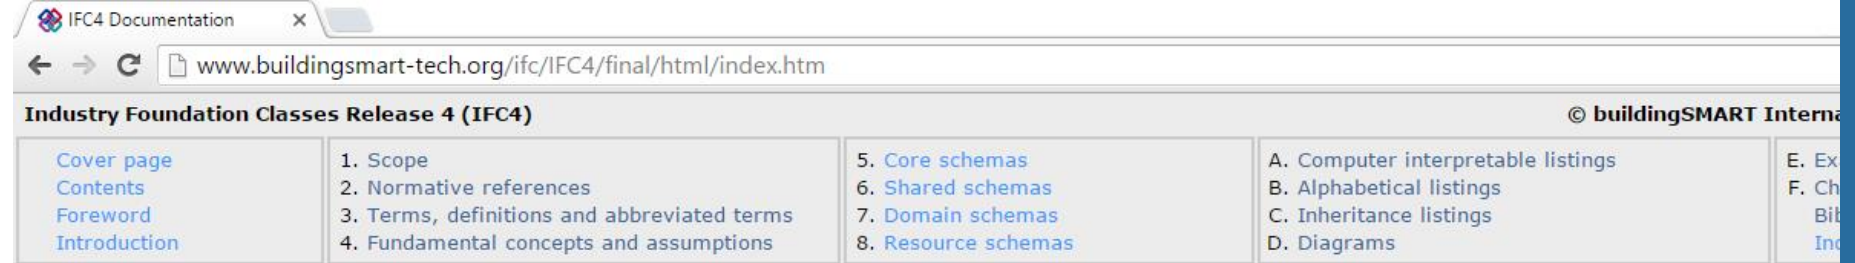 IFC4 Documentation
www.buildingsmart-tech.org/ifc/IFC4/final/html/index.htm
Industry Foundation Classes Release 4 (IFC4)
© buildingSMART
Cover page
Contents
Foreword
Introduction
1. Scope
2. Normative references
3. Terms, definitions and abbreviated terms
4. Fundamental concepts and assumptions
5. Core schemas
6. Shared schemas
7. Domain schemas
8. Resource schemas
A. Computer interpretable listings
B. Alphabetical listings
C. Inheritance listings
D. Diagrams
E.
F.